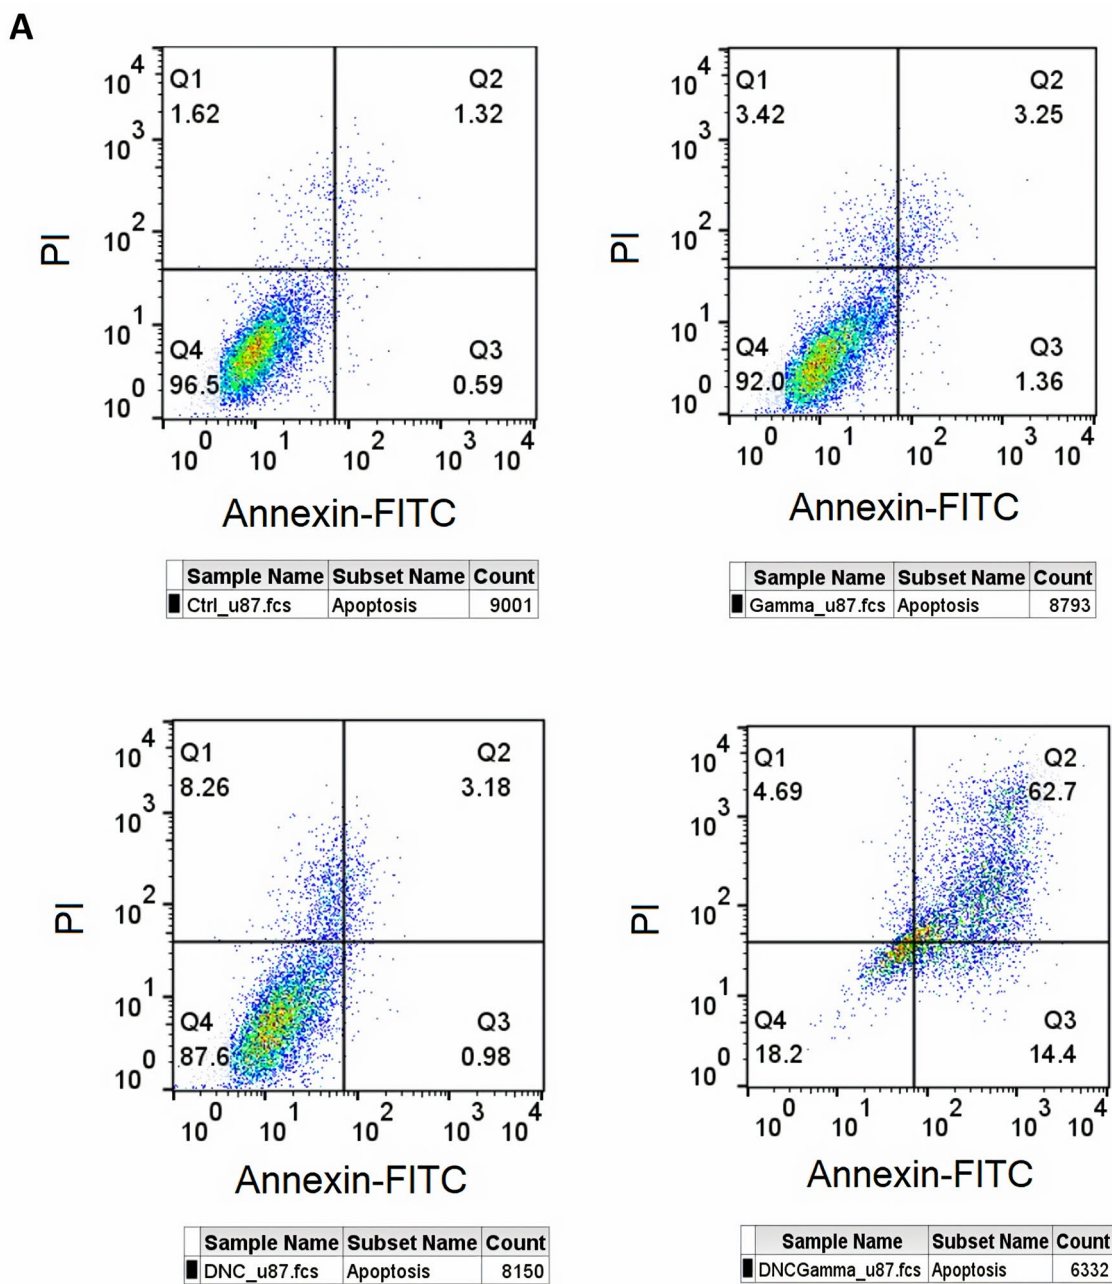 A
Q1
1.62
Q2
1.32
Q4
96.5
Q3
0.59
PI
10^4
10^3
10^2
10^1
10^0
10^0 10^1 10^2 10^3 10^4
Annexin-FITC
Sample Name Subset Name Count
Ctrl_u87.fcs Apoptosis 9001
Q1
3.42
Q2
3.25
Q4
92.0
Q3
1.36
PI
10^4
10^3
10^2
10^1
10^0
10^0 10^1 10^2 10^3 10^4
Annexin-FITC
Sample Name Subset Name Count
Gamma_u87.fcs Apoptosis 8793
Q1
8.26
Q2
3.18
Q4
87.6
Q3
0.98
PI
10^4
10^3
10^2
10^1
10^0
10^0 10^1 10^2 10^3 10^4
Annexin-FITC
Sample Name Subset Name Count
DNC_u87.fcs Apoptosis 8150
Q1
4.69
Q2
62.7
Q4
18.2
Q3
14.4
PI
10^4
10^3
10^2
10^1
10^0
10^0 10^1 10^2 10^3 10^4
Annexin-FITC
Sample Name Subset Name Count
DNCGamma_u87.fcs Apoptosis 6332